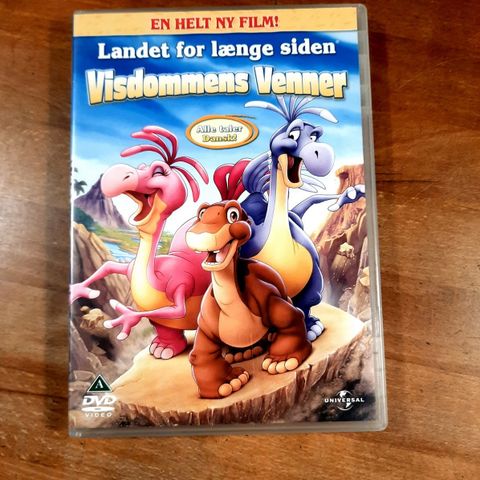 EN HELT NY FILM!
Landet for længe siden
Visdommens Venner
Alle taler
Dansk!
A
DVD
VIDEO
UNIVERSAL